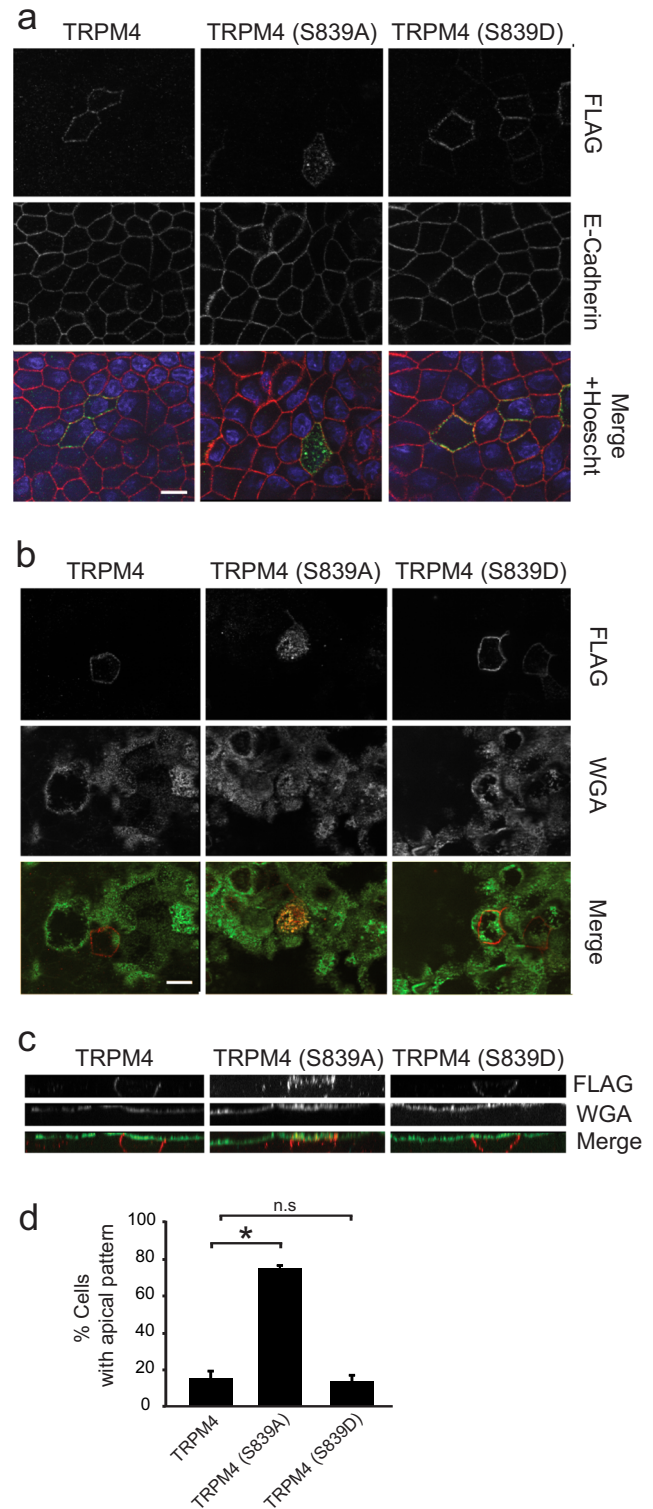 a
TRPM4 TRPM4 (S839A) TRPM4 (S839D)
FLAG
E-Cadherin
Merge
+Hoescht
b
TRPM4 TRPM4 (S839A) TRPM4 (S839D)
FLAG
WGA
Merge
c
TRPM4 TRPM4 (S839A) TRPM4 (S839D)
FLAG
WGA
Merge
d
n.s
*
100
80
60
40
20
0
% Cells
with apical pattern
TRPM4
TRPM4 (S839A)
TRPM4 (S839D)